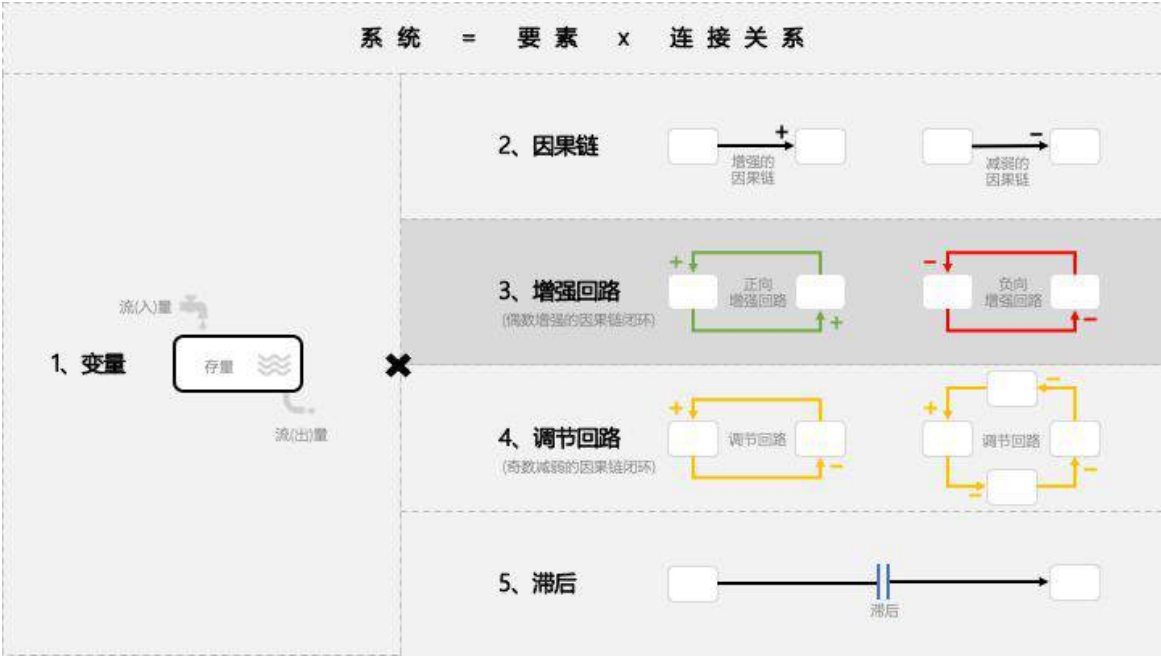 系统 = 要素 x 连接关系
1、变量
流(入)量
存量
流(出)量
2、因果链
+
增强的
因果链
-
减弱的
因果链
3、增强回路
(偶数增强的因果链闭环)
+
正向
增强回路
+
-
负向
增强回路
-
4、调节回路
(奇数减弱的因果链闭环)
+
调节回路
-
-
+
调节回路
-
-
5、滞后
滞后